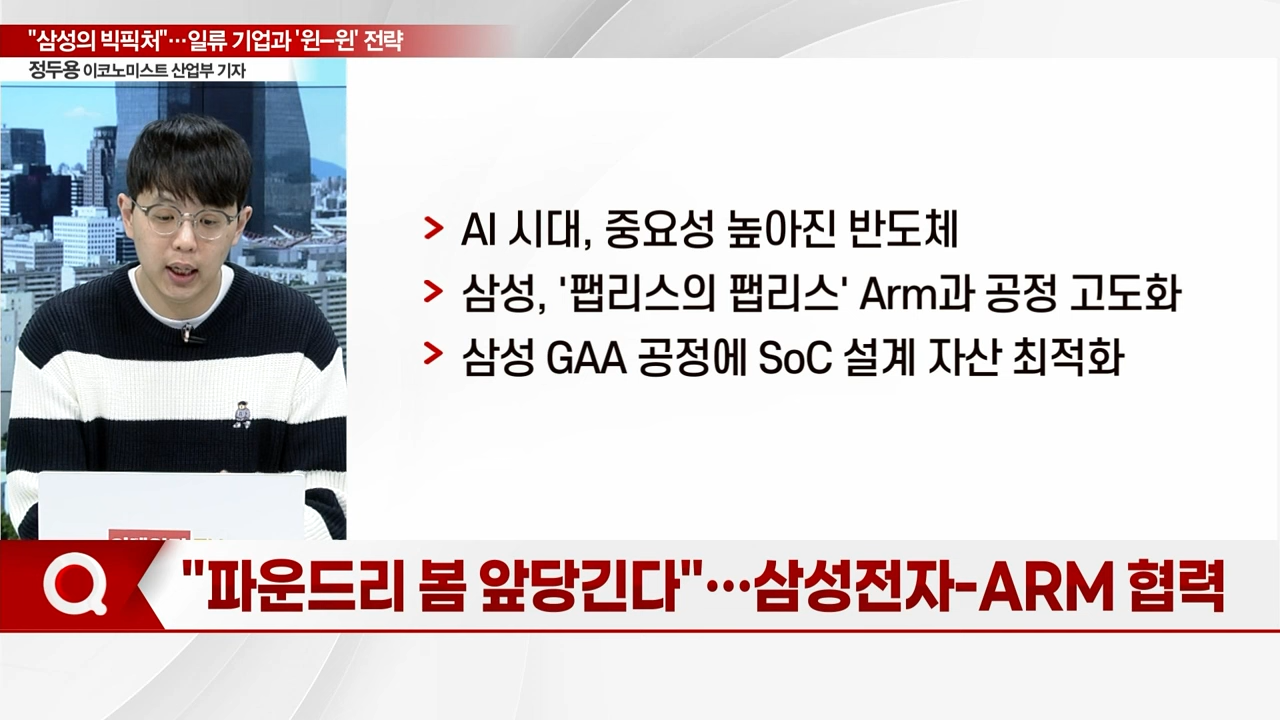 "삼성의 빅픽처"…일류 기업과 '윈–윈' 전략
정두용 이코노미스트 산업부 기자
> AI 시대, 중요성 높아진 반도체
> 삼성, '팹리스의 팹리스' Arm과 공정 고도화
> 삼성 GAA 공정에 SoC 설계 자산 최적화
"파운드리 봄 앞당긴다"…삼성전자-ARM 협력